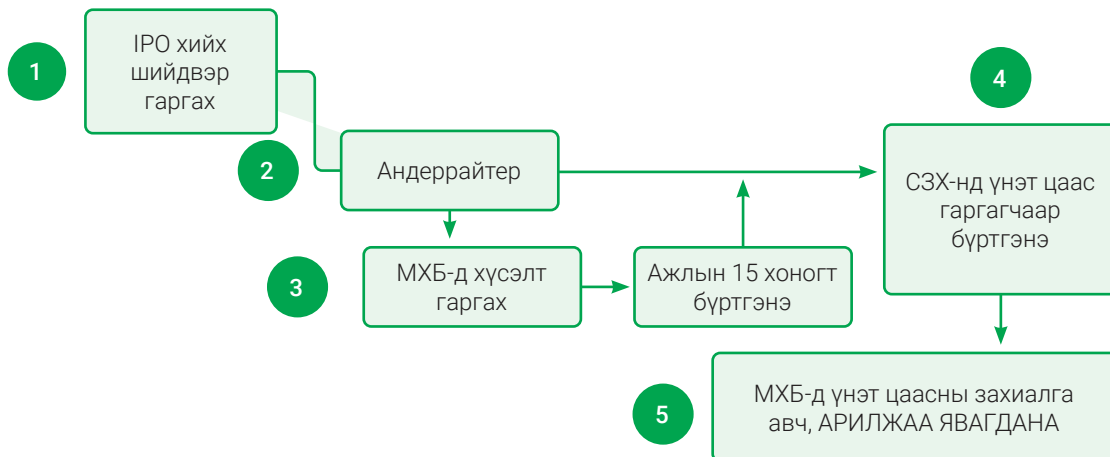 1
IPO хийх
шийдвэр
гаргах
2
Андеррайтер
3
МХБ-д хүсэлт
гаргах
Ажлын 15 хоногт
бүртгэнэ
4
СЗХ-нд үнэт цаас
гаргагчаар
бүртгэнэ
5
МХБ-д үнэт цаасны захиалга
авч, АРИЛЖАА ЯВАГДАНА